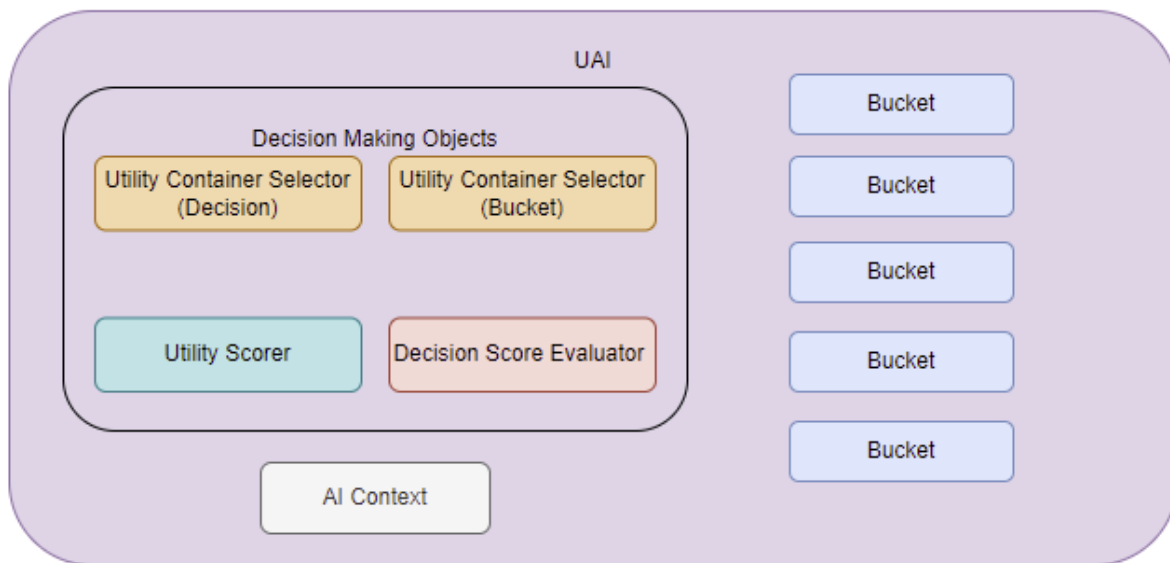 UAI
Decision Making Objects
Utility Container Selector
(Decision)
Utility Container Selector
(Bucket)
Utility Scorer
Decision Score Evaluator
AI Context
Bucket
Bucket
Bucket
Bucket
Bucket